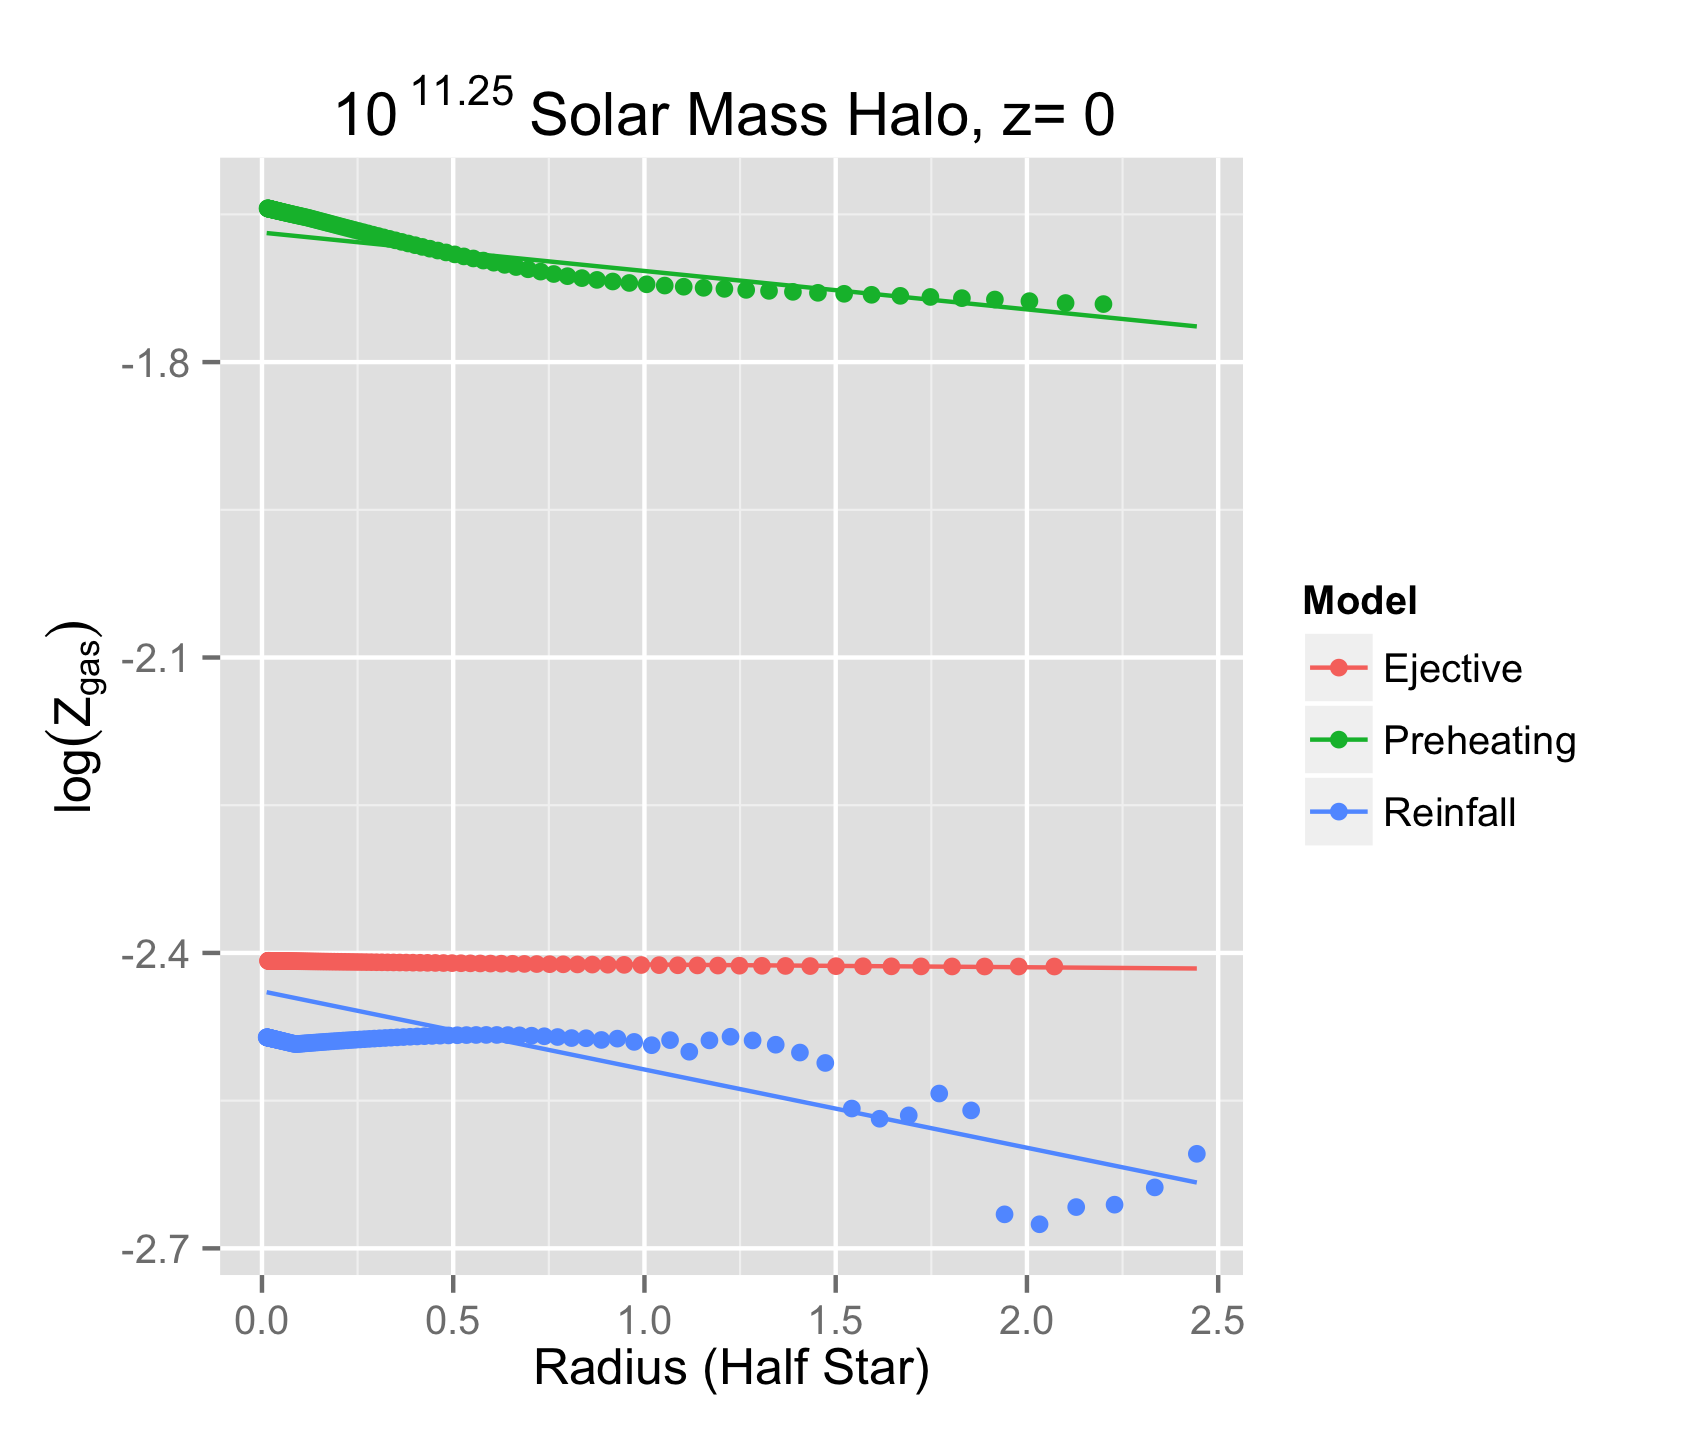 10^11.25 Solar Mass Halo, z= 0
log(Z_gas)
-1.8
-2.1
-2.4
-2.7
0.0 0.5 1.0 1.5 2.0 2.5
Radius (Half Star)
Model
Ejective
Preheating
Reinfall